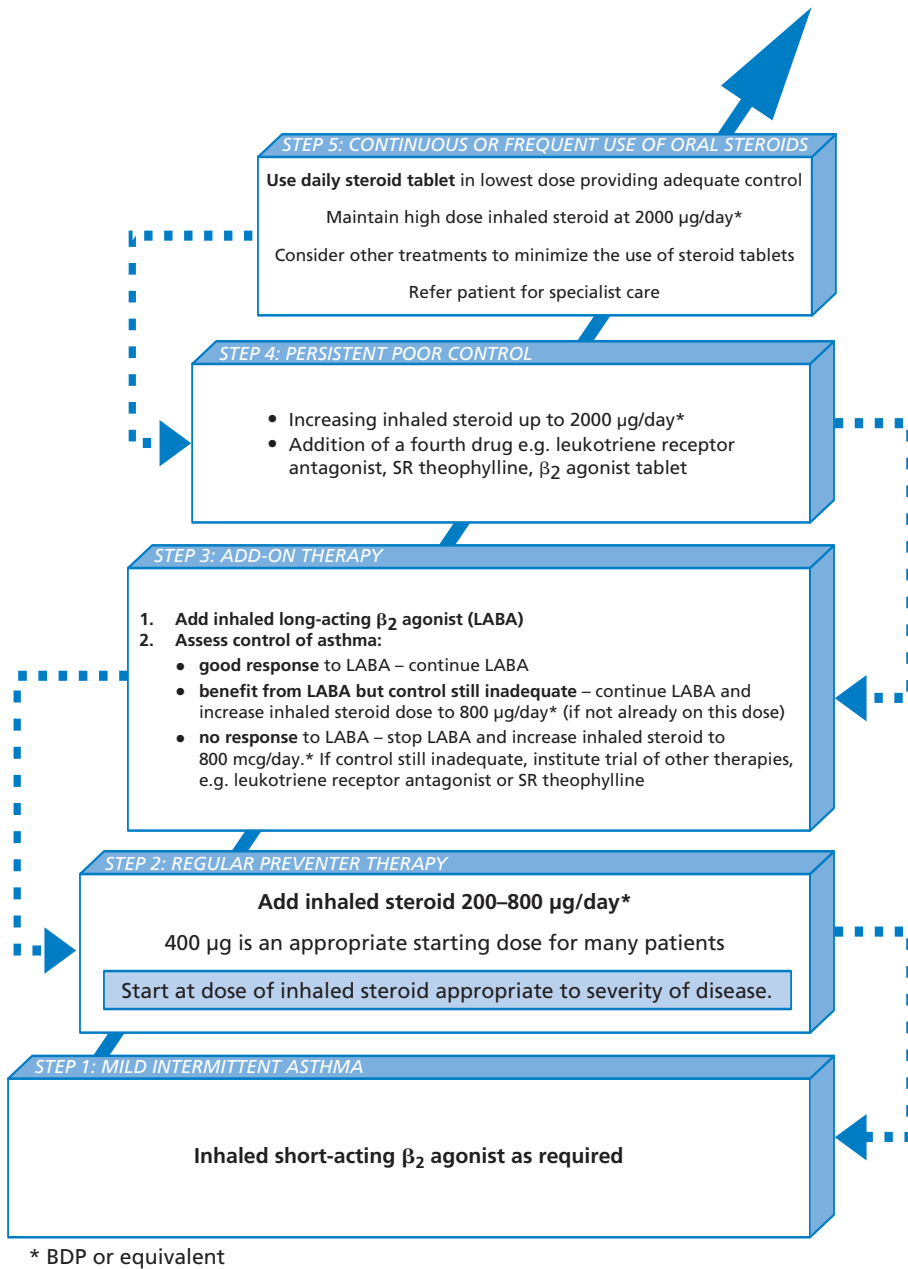 STEP 5: CONTINUOUS OR FREQUENT USE OF ORAL STEROIDS
Use daily steroid tablet in lowest dose providing adequate control
Maintain high dose inhaled steroid at 2000 µg/day*
Consider other treatments to minimize the use of steroid tablets
Refer patient for specialist care
STEP 4: PERSISTENT POOR CONTROL
• Increasing inhaled steroid up to 2000 µg/day*
• Addition of a fourth drug e.g. leukotriene receptor
antagonist, SR theophylline, β2 agonist tablet
STEP 3: ADD-ON THERAPY
1. Add inhaled long-acting β2 agonist (LABA)
2. Assess control of asthma:
• good response to LABA – continue LABA
• benefit from LABA but control still inadequate – continue LABA and
increase inhaled steroid dose to 800 µg/day* (if not already on this dose)
• no response to LABA – stop LABA and increase inhaled steroid to
800 mcg/day.* If control still inadequate, institute trial of other therapies,
e.g. leukotriene receptor antagonist or SR theophylline
STEP 2: REGULAR PREVENTER THERAPY
Add inhaled steroid 200–800 µg/day*
400 µg is an appropriate starting dose for many patients
Start at dose of inhaled steroid appropriate to severity of disease.
STEP 1: MILD INTERMITTENT ASTHMA
Inhaled short-acting β2 agonist as required
* BDP or equivalent